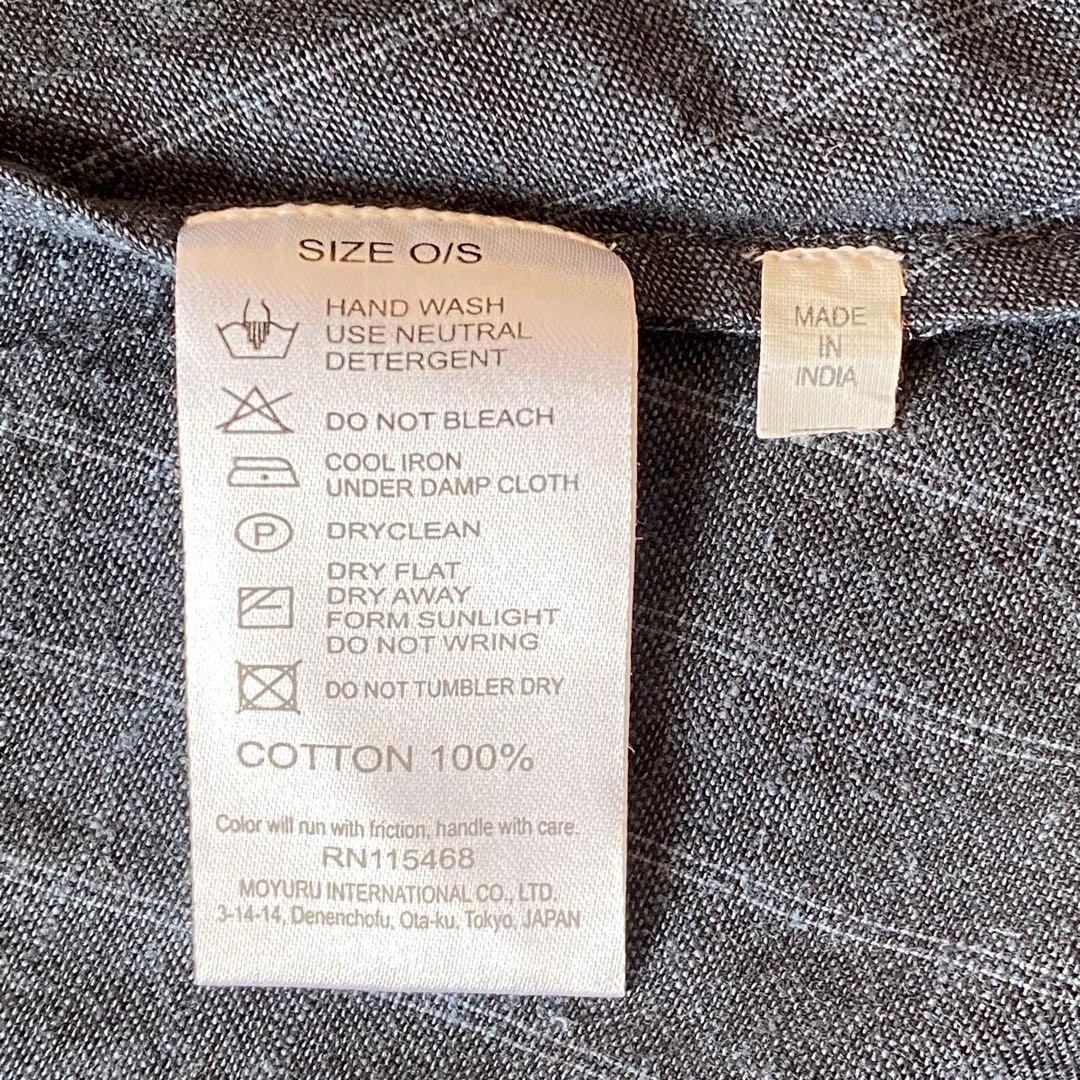 SIZE O/S
HAND WASH
USE NEUTRAL
DETERGENT
DO NOT BLEACH
COOL IRON
UNDER DAMP CLOTH
P
DRYCLEAN
DRY FLAT
DRY AWAY
FORM SUNLIGHT
DO NOT WRING
DO NOT TUMBLER DRY
COTTON 100%
Color will run with friction, handle with care.
RN115468
MOYURU INTERNATIONAL CO., LTD.
3-14-14, Denenchofu, Ota-ku, Tokyo, JAPAN
MADE
IN
INDIA